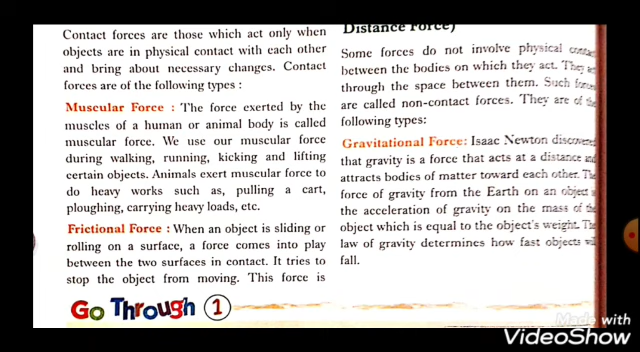 Contact forces are those which act only when
objects are in physical contact with each other
and bring about necessary changes. Contact
forces are of the following types :
Muscular Force : The force exerted by the
muscles of a human or animal body is called
muscular force. We use our muscular force
during walking, running, kicking and lifting
certain objects. Animals exert muscular force to
do heavy works such as, pulling a cart,
ploughing, carrying heavy loads, etc.
Frictional Force : When an object is sliding or
rolling on a surface, a force comes into play
between the two surfaces in contact. It tries to
stop the object from moving. This force is
Go Through 1
Distance Force)
Some forces do not involve physical contact
between the bodies on which they act. They
through the space between them. Such forces
are called non-contact forces. They are of the
following types:
Gravitational Force: Isaac Newton discovered
that gravity is a force that acts at a distance and
attracts bodies of matter toward each other. The
force of gravity from the Earth on an object
the acceleration of gravity on the mass of the
object which is equal to the object's weight. The
law of gravity determines how fast objects will
fall.
Made with
VideoShow